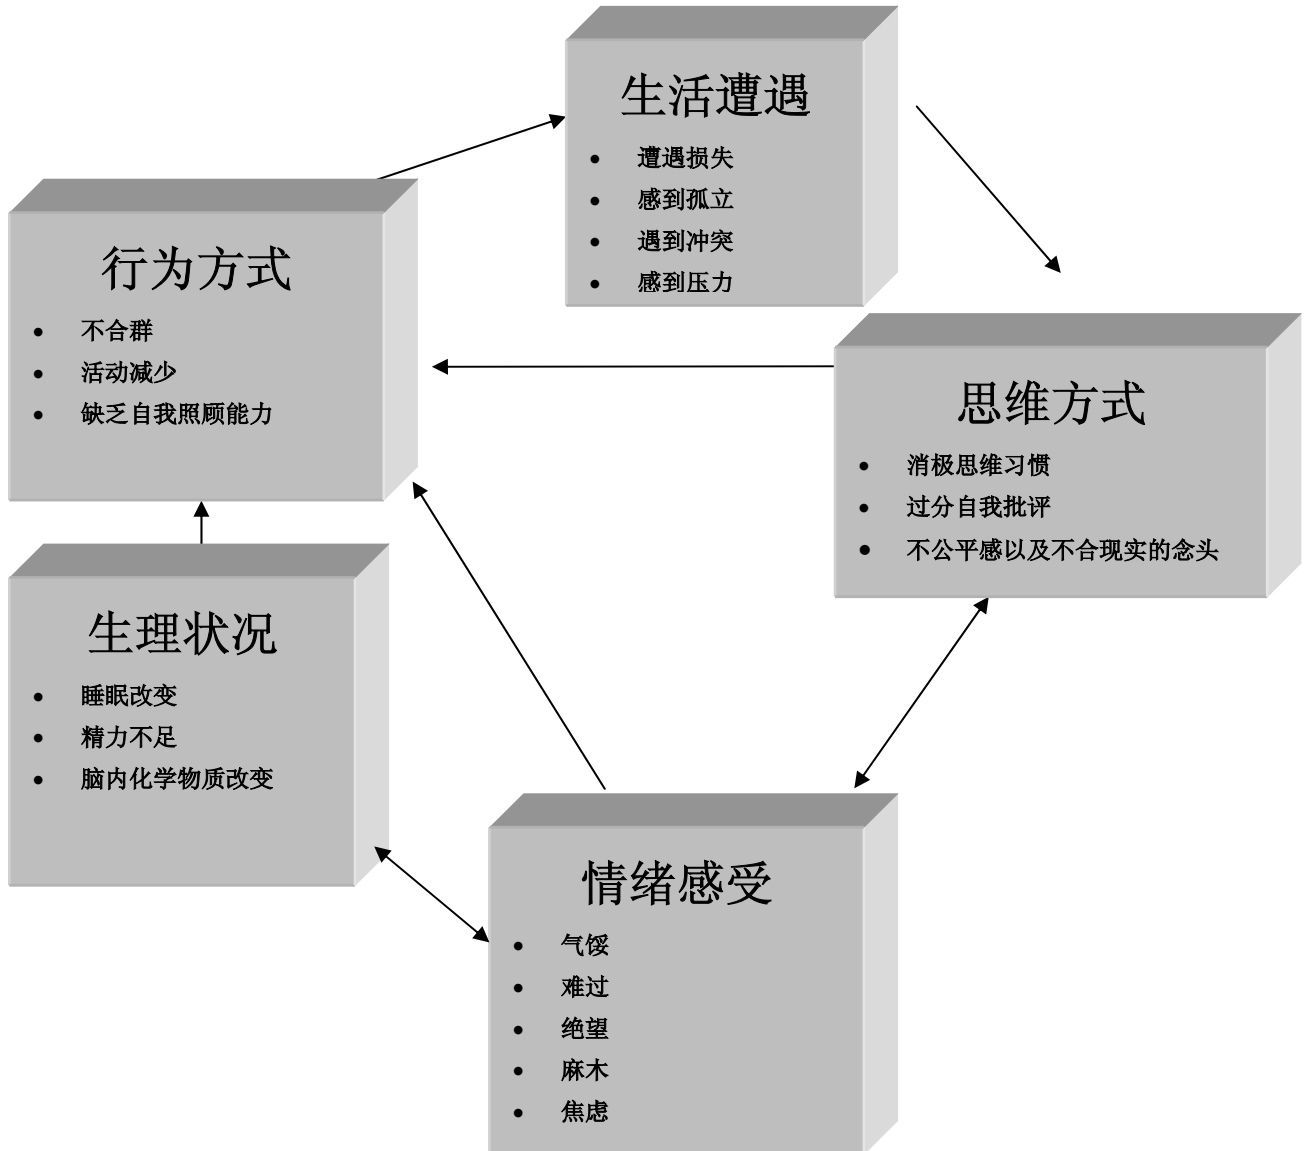 生活遭遇
• 遭遇损失
• 感到孤立
• 遇到冲突
• 感到压力
行为方式
• 不合群
• 活动减少
• 缺乏自我照顾能力
思维方式
• 消极思维习惯
• 过分自我批评
• 不公平感以及不合现实的念头
生理状况
• 睡眠改变
• 精力不足
• 脑内化学物质改变
情绪感受
• 气馁
• 难过
• 绝望
• 麻木
• 焦虑